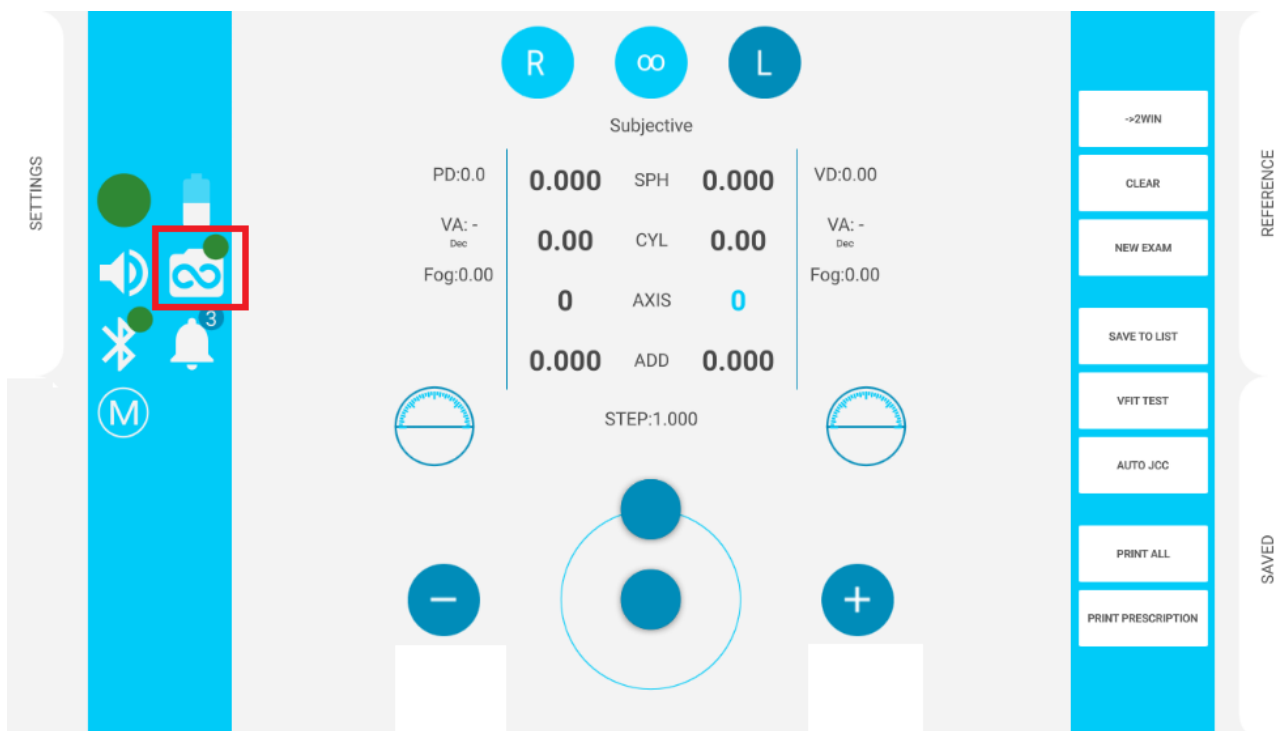 SETTINGS
3
M
R ∞ L
Subjective
PD:0.0 0.000 SPH 0.000 VD:0.00
VA: - 0.00 CYL 0.00 VA: -
Dec Dec
Fog:0.00 Fog:0.00
0 AXIS 0
0.000 ADD 0.000
STEP:1.000
− +
->2WIN
CLEAR
NEW EXAM
SAVE TO LIST
VFIT TEST
AUTO JCC
PRINT ALL
PRINT PRESCRIPTION
REFERENCE
SAVED